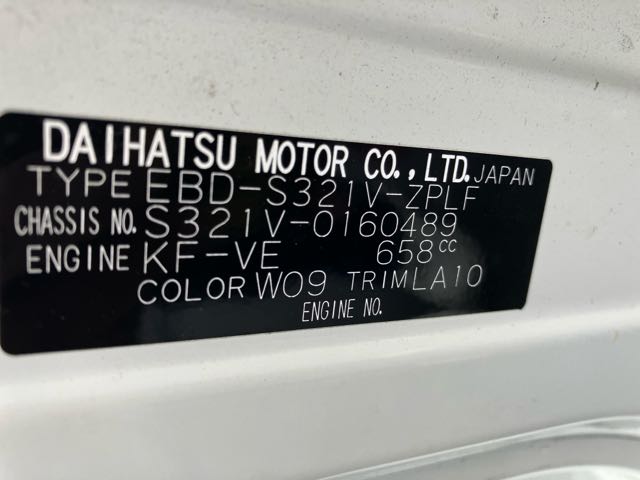 DAIHATSU MOTOR CO., LTD. JAPAN
TYPE EBD-S321V-ZPLF
CHASSIS NO. S321V-0160489
ENGINE KF-VE 658cc
COLOR W09 TRIM LA10
ENGINE NO.